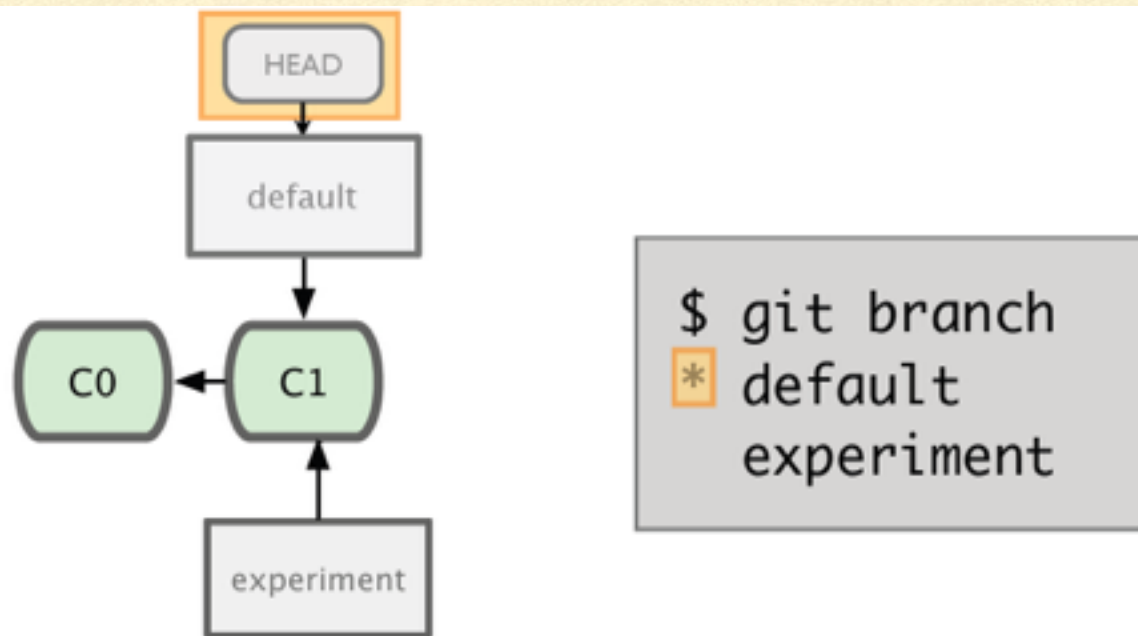 HEAD
default
C0 C1
experiment
$ git branch
* default
experiment